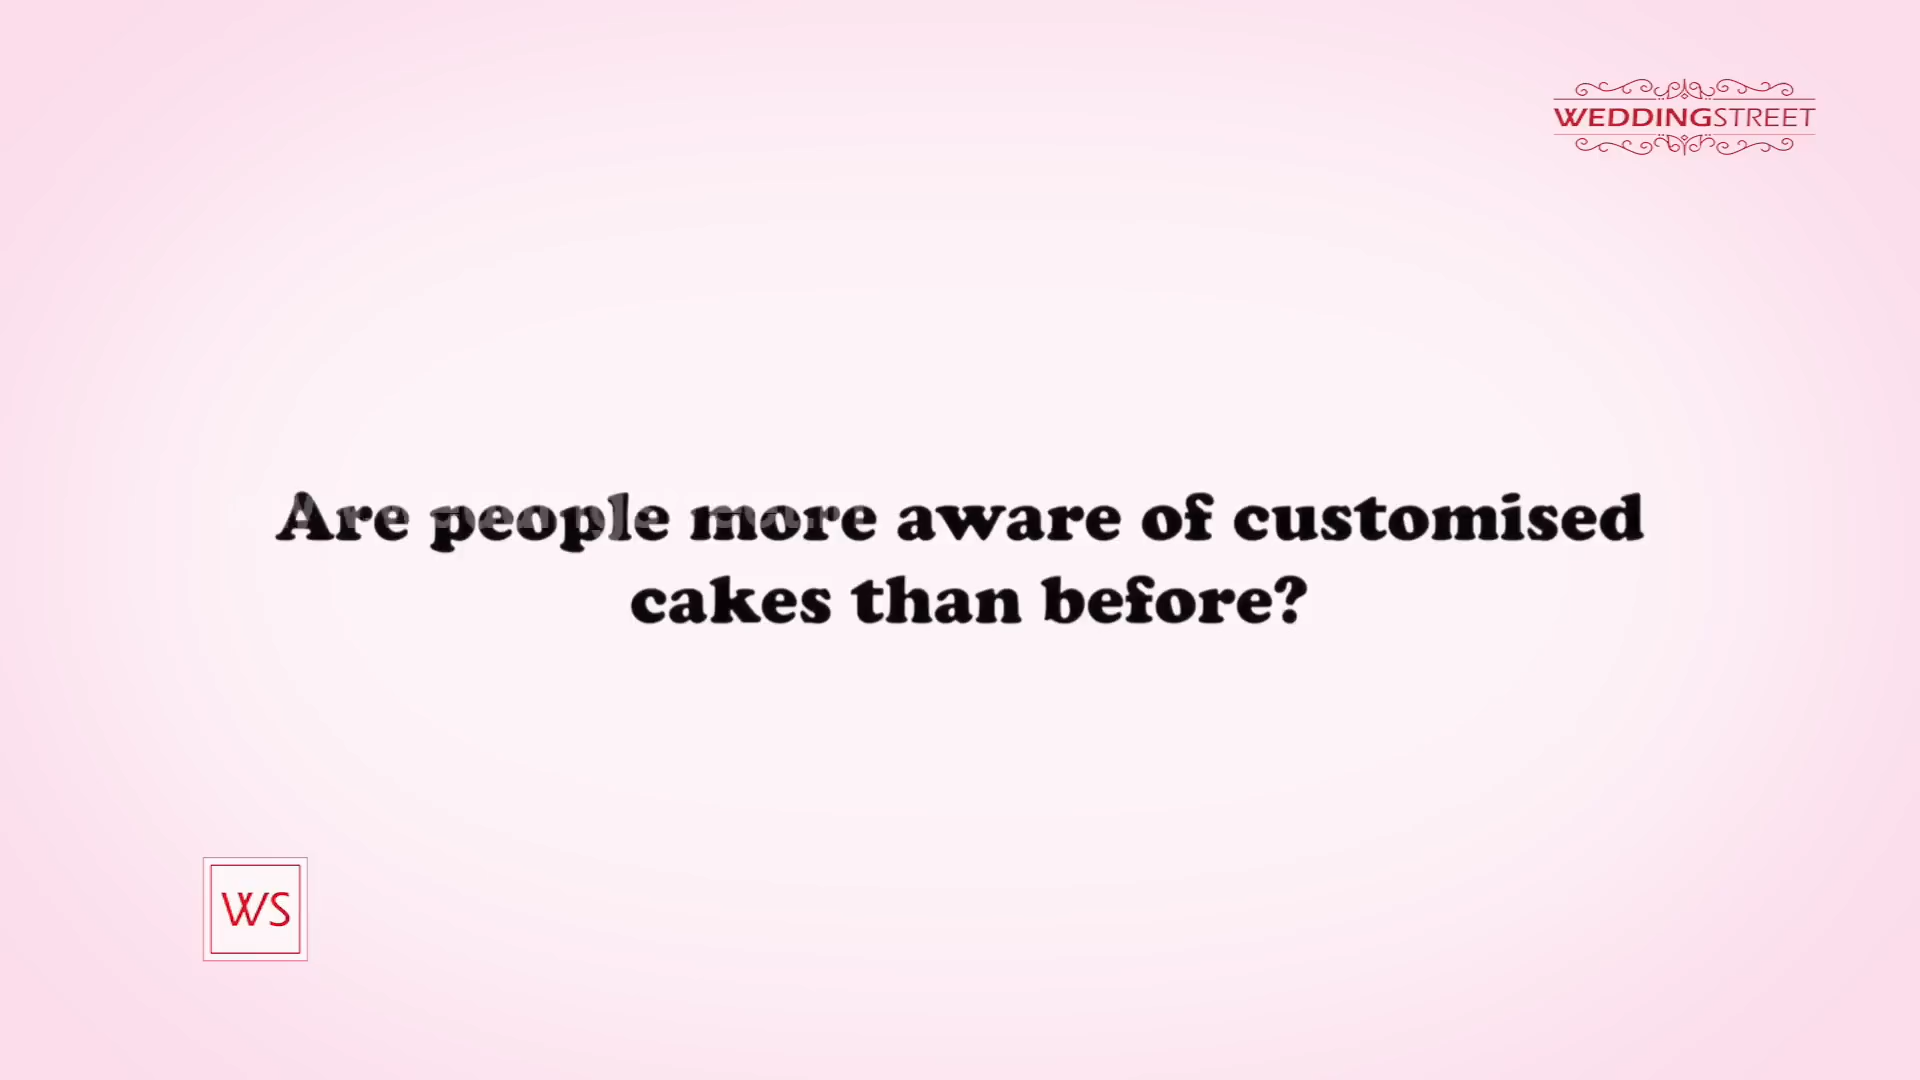 WEDDINGSTREET
Are people more aware of customised
cakes than before?
WS